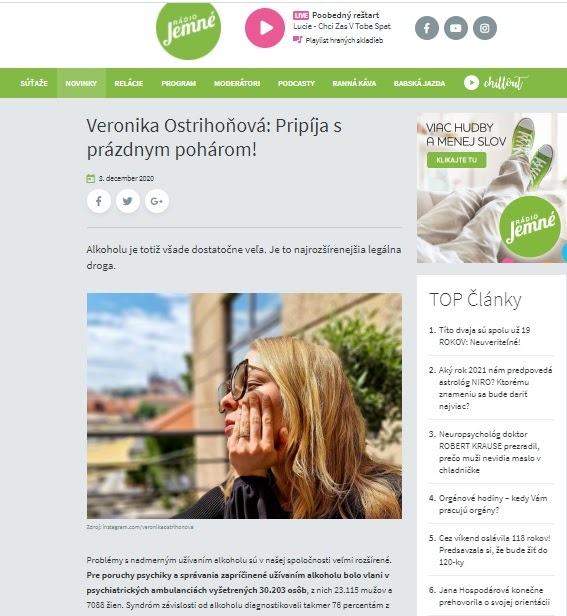 RÁDIO
Jemné
LIVE Poobedný reštart
Lucie - Chci Zas V Tobe Spat
Playlist hraných skladieb
SÚŤAŽE NOVINKY RELÁCIE PROGRAM MODERÁTORI PODCASTY RANNÁ KÁVA BABSKÁ JAZDA chillout
Veronika Ostrihoňová: Pripíja s
prázdnym pohárom!
3. december 2020
Alkoholu je totiž všade dostatočne veľa. Je to najrozšírenejšia legálna
droga.
Zdroj: instagram.com/veronikaostrihonova
Problémy s nadmerným užívaním alkoholu sú v našej spoločnosti veľmi rozšírené.
Pre poruchy psychiky a správania zapríčinené užívaním alkoholu bolo vlani v
psychiatrických ambulanciách vyšetrených 30.203 osôb, z nich 23.115 mužov a
7088 žien. Syndróm závislosti od alkoholu diagnostikovali takmer 76 percentám z
VIAC HUDBY
A MENEJ SLOV
KLIKAJTE TU
RÁDIO
Jemné
TOP Články
1. Títo dvaja sú spolu už 19
ROKOV: Neuveriteľné!
2. Aký rok 2021 nám predpovedá
astrológ NIRO? Ktorému
znameniu sa bude dariť
najviac?
3. Neuropsychológ doktor
ROBERT KRAUSE prezradil,
prečo muži nevidia maslo v
chladničke
4. Orgánové hodiny – kedy Vám
pracujú orgány?
5. Cez víkend oslávila 118 rokov!
Predsavzala si, že bude žiť do
120-ky
6. Jana Hospodárová konečne
prehovorila o svojej orientácii